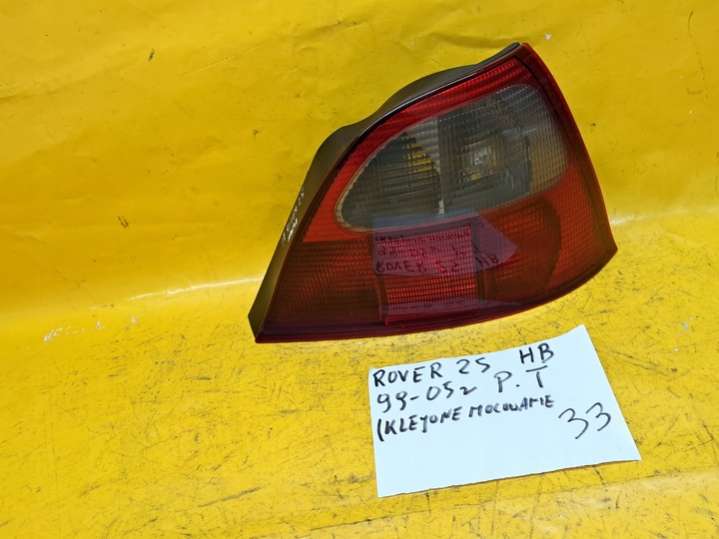 ROVER 25 HB
99-05r P.T
(KLEJONE MOCOWANIE
33